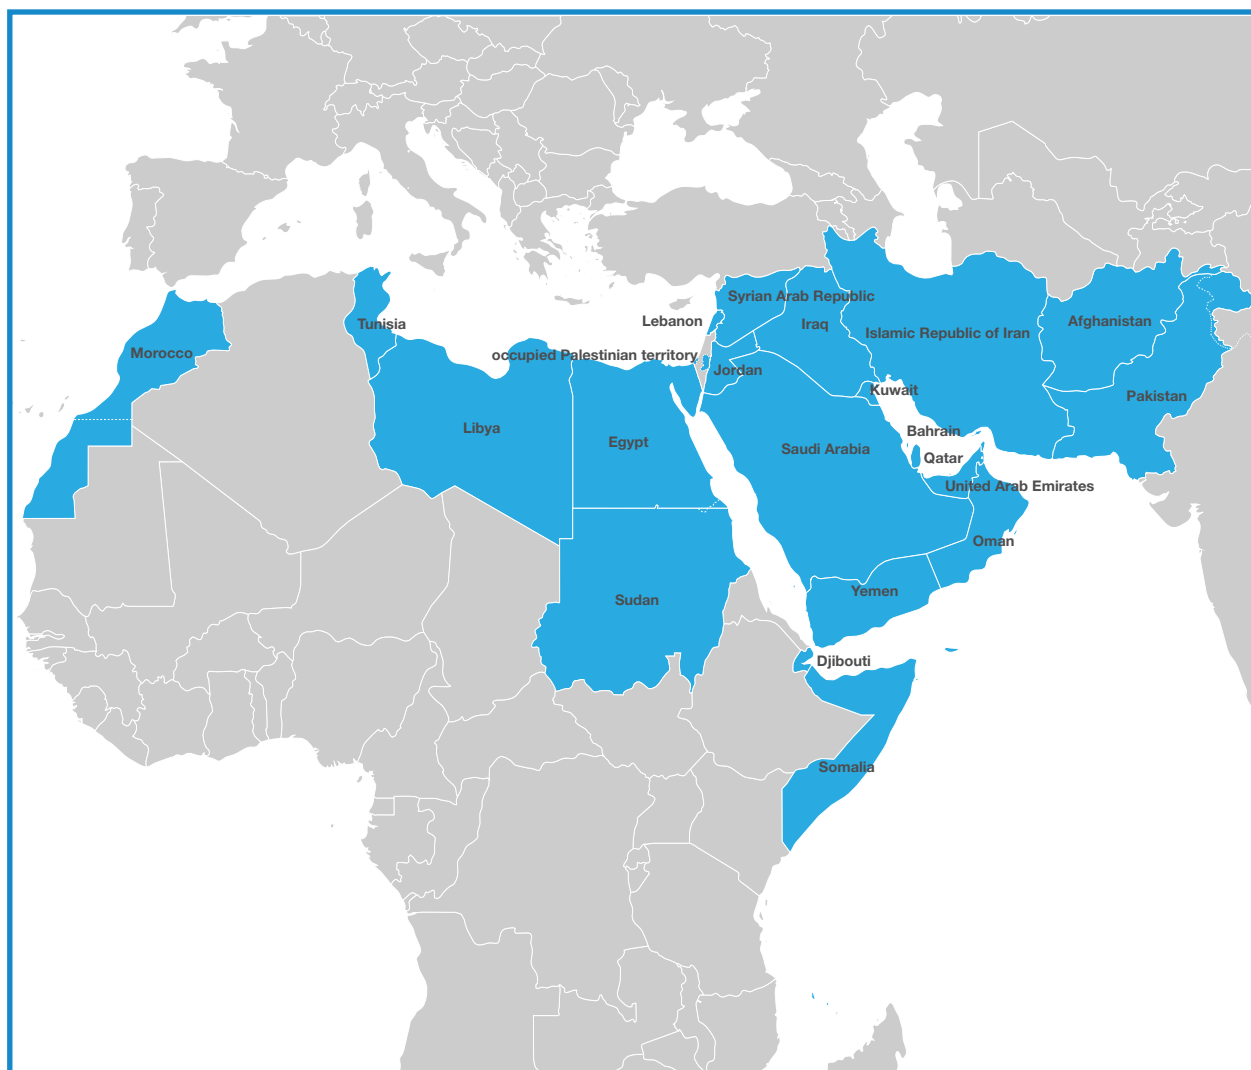 Syrian Arab Republic
Lebanon
Tunisia
Iraq
Afghanistan
Islamic Republic of Iran
Morocco
occupied Palestinian territory
Jordan
Kuwait
Pakistan
Libya
Bahrain
Egypt
Saudi Arabia
Qatar
United Arab Emirates
Oman
Yemen
Sudan
Djibouti
Somalia